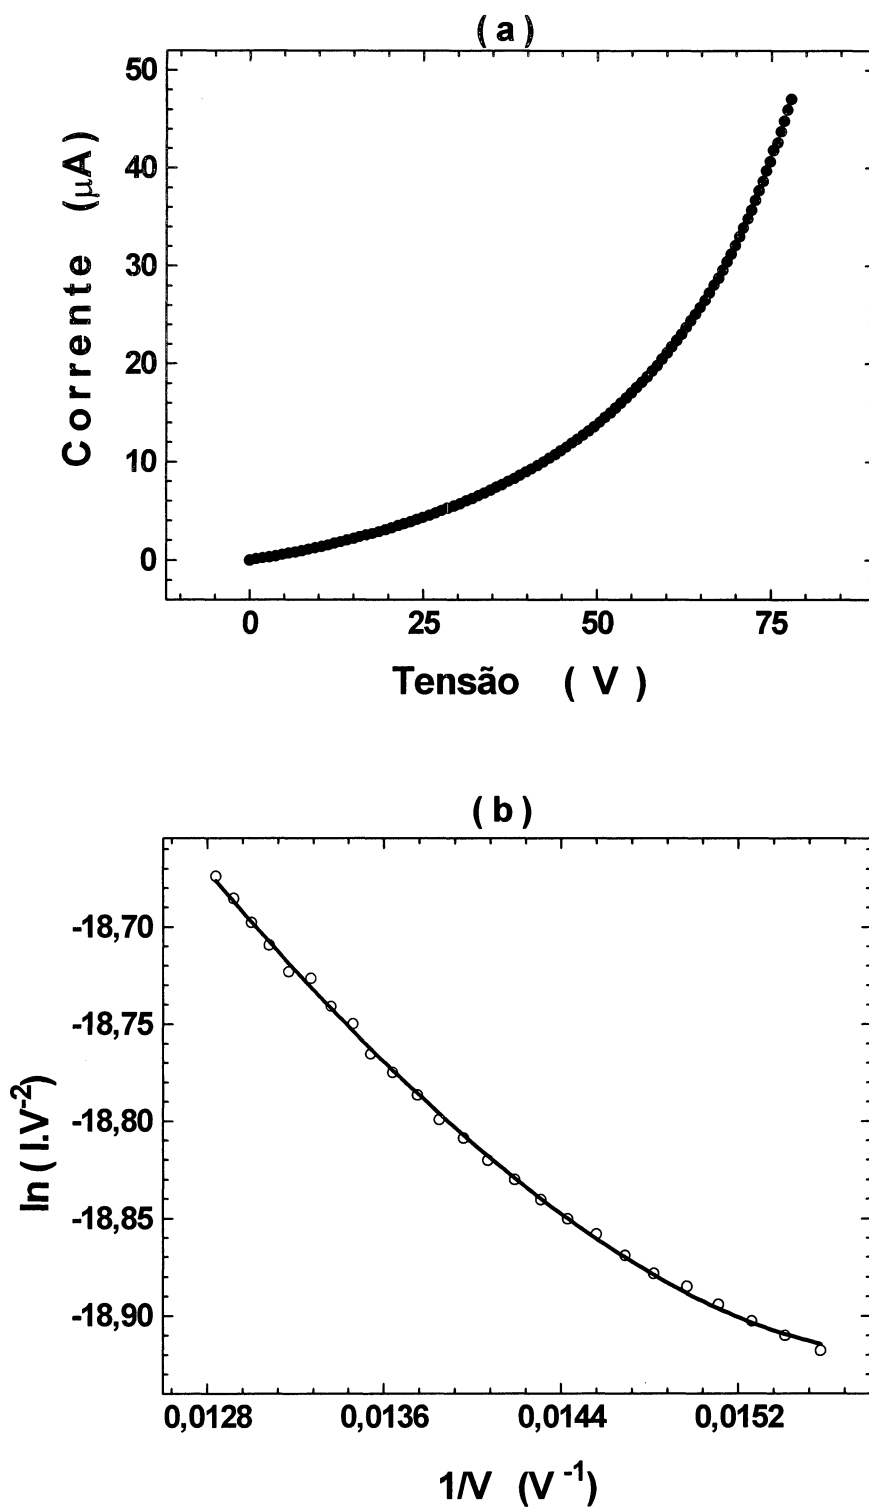 ( a )
50
40
30
20
10
0
Corrente (μA)
0 25 50 75
Tensão ( V )
( b )
-18,70
-18,75
-18,80
-18,85
-18,90
ln ( I.V⁻² )
0,0128 0,0136 0,0144 0,0152
1/V (V⁻¹)